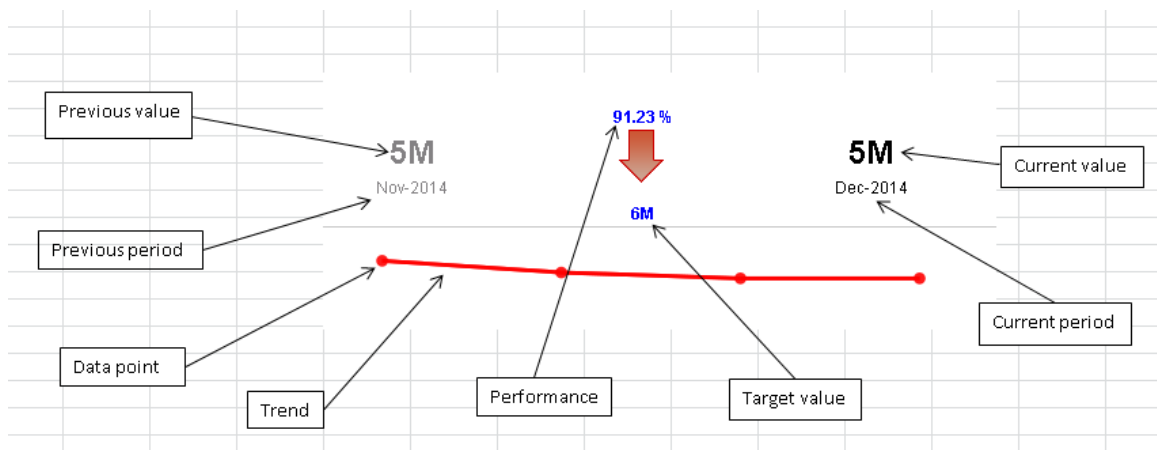 Previous value
91.23 %
5M
5M
Current value
Nov-2014
Dec-2014
6M
Previous period
Current period
Data point
Trend
Performance
Target value